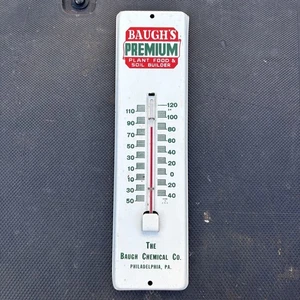 BAUGH'S
PREMIUM
PLANT FOOD &
SOIL BUILDER
110 120
90 100
70 80
50 60
30 40
10 20
10 0
30 20
50 40
THE
BAUGH CHEMICAL CO.
PHILADELPHIA, PA.